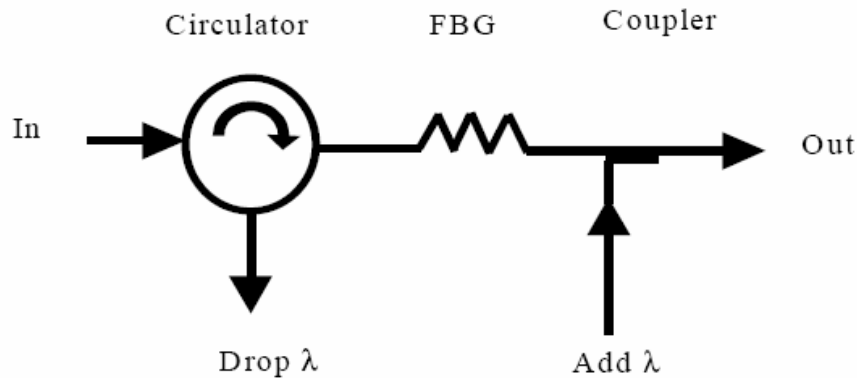 Circulator
FBG
Coupler
In
Out
Drop λ
Add λ